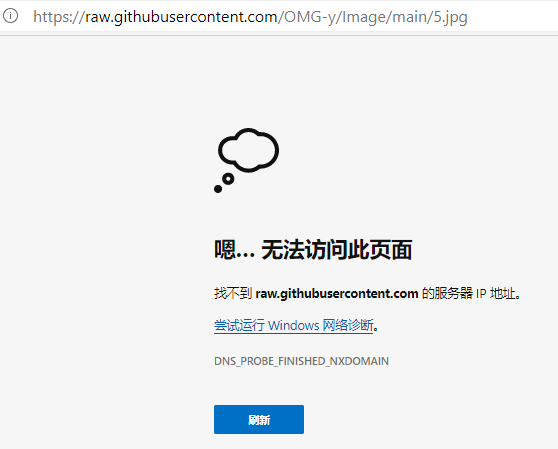 https://raw.githubusercontent.com/OMG-y/Image/main/5.jpg
嗯… 无法访问此页面
找不到 raw.githubusercontent.com 的服务器 IP 地址。
尝试运行 Windows 网络诊断。
DNS_PROBE_FINISHED_NXDOMAIN
刷新